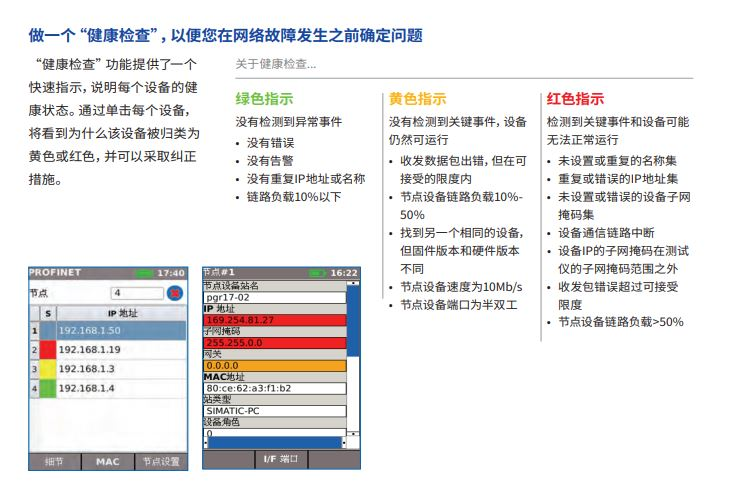 做一个“健康检查”，以便您在网络故障发生之前确定问题
“健康检查”功能提供了一个
快速指示，说明每个设备的健
康状态。通过单击每个设备，
将看到为什么该设备被归类为
黄色或红色，并可以采取纠正
措施。
关于健康检查...
绿色指示
没有检测到异常事件
• 没有错误
• 没有告警
• 没有重复IP地址或名称
• 链路负载10%以下
黄色指示
没有检测到关键事件，设备
仍然可运行
• 收发数据包出错，但在可
接受的限度内
• 节点设备链路负载10%-
50%
• 找到另一个相同的设备，
但固件版本和硬件版本
不同
• 节点设备速度为10Mb/s
• 节点设备端口为半双工
红色指示
检测到关键事件和设备可能
无法正常运行
• 未设置或重复的名称集
• 重复或错误的IP地址集
• 未设置或错误的设备子网
掩码集
• 设备通信链路中断
• 设备IP的子网掩码在测试
仪的子网掩码范围之外
• 收发包错误超过可接受
限度
• 节点设备链路负载>50%
PROFINET 17:40
节点 4
S IP 地址
1 192.168.1.50
2 192.168.1.19
3 192.168.1.3
4 192.168.1.4
细节 MAC 节点设置
节点#1 16:22
节点设备站名
pgr17-02
IP 地址
169.254.81.27
子网掩码
255.255.0.0
网关
0.0.0.0
MAC地址
80:ce:62:a3:f1:b2
站类型
SIMATIC-PC
设备角色
0
I/F 端口